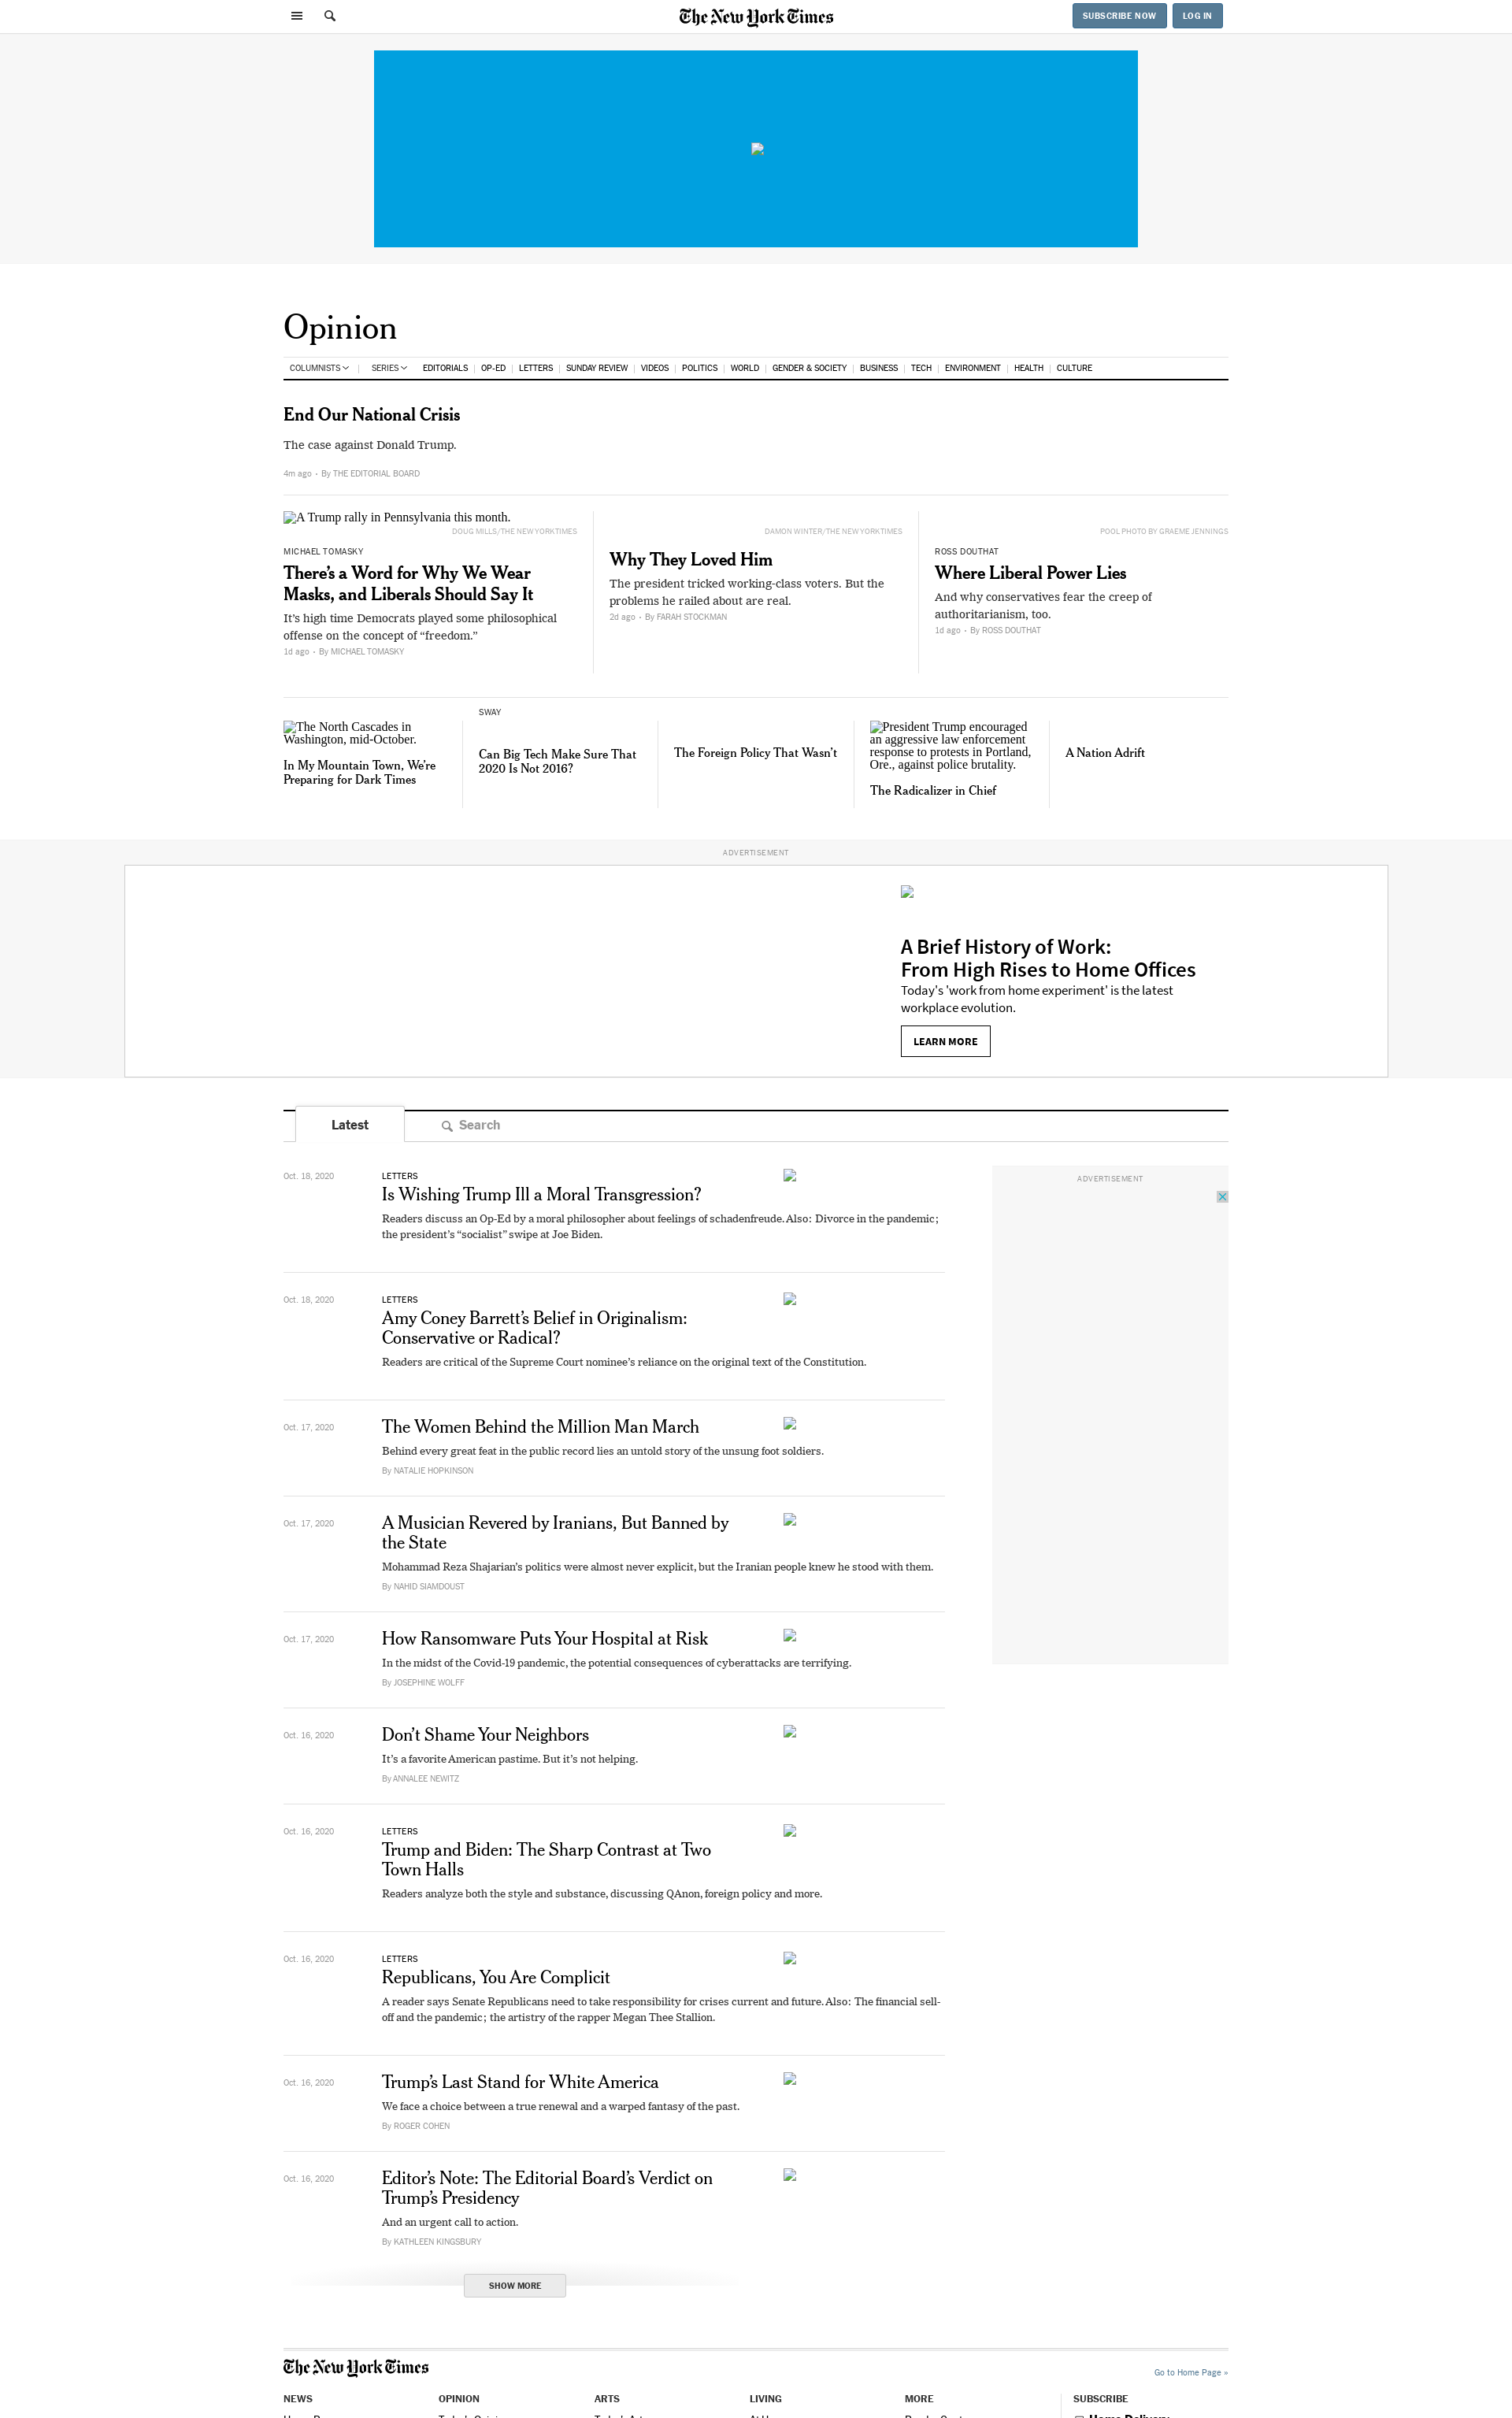 The New York Times
SUBSCRIBE NOW
LOG IN
Opinion
COLUMNISTS
SERIES
EDITORIALS
OP-ED
LETTERS
SUNDAY REVIEW
VIDEOS
POLITICS
WORLD
GENDER & SOCIETY
BUSINESS
TECH
ENVIRONMENT
HEALTH
CULTURE
End Our National Crisis
The case against Donald Trump.
4m ago • By THE EDITORIAL BOARD
A Trump rally in Pennsylvania this month.
DOUG MILLS/THE NEW YORK TIMES
MICHAEL TOMASKY
There’s a Word for Why We Wear
Masks, and Liberals Should Say It
It’s high time Democrats played some philosophical
offense on the concept of “freedom.”
1d ago • By MICHAEL TOMASKY
DAMON WINTER/THE NEW YORK TIMES
Why They Loved Him
The president tricked working-class voters. But the
problems he railed about are real.
2d ago • By FARAH STOCKMAN
POOL PHOTO BY GRAEME JENNINGS
ROSS DOUTHAT
Where Liberal Power Lies
And why conservatives fear the creep of
authoritarianism, too.
1d ago • By ROSS DOUTHAT
The North Cascades in
Washington, mid-October.
In My Mountain Town, We’re
Preparing for Dark Times
SWAY
Can Big Tech Make Sure That
2020 Is Not 2016?
The Foreign Policy That Wasn’t
President Trump encouraged
an aggressive law enforcement
response to protests in Portland,
Ore., against police brutality.
The Radicalizer in Chief
A Nation Adrift
ADVERTISEMENT
A Brief History of Work:
From High Rises to Home Offices
Today's 'work from home experiment' is the latest
workplace evolution.
LEARN MORE
Latest
Search
ADVERTISEMENT
Oct. 18, 2020
LETTERS
Is Wishing Trump Ill a Moral Transgression?
Readers discuss an Op-Ed by a moral philosopher about feelings of schadenfreude. Also: Divorce in the pandemic;
the president’s “socialist” swipe at Joe Biden.
Oct. 18, 2020
LETTERS
Amy Coney Barrett’s Belief in Originalism:
Conservative or Radical?
Readers are critical of the Supreme Court nominee’s reliance on the original text of the Constitution.
Oct. 17, 2020
The Women Behind the Million Man March
Behind every great feat in the public record lies an untold story of the unsung foot soldiers.
By NATALIE HOPKINSON
Oct. 17, 2020
A Musician Revered by Iranians, But Banned by
the State
Mohammad Reza Shajarian’s politics were almost never explicit, but the Iranian people knew he stood with them.
By NAHID SIAMDOUST
Oct. 17, 2020
How Ransomware Puts Your Hospital at Risk
In the midst of the Covid-19 pandemic, the potential consequences of cyberattacks are terrifying.
By JOSEPHINE WOLFF
Oct. 16, 2020
Don’t Shame Your Neighbors
It’s a favorite American pastime. But it’s not helping.
By ANNALEE NEWITZ
Oct. 16, 2020
LETTERS
Trump and Biden: The Sharp Contrast at Two
Town Halls
Readers analyze both the style and substance, discussing QAnon, foreign policy and more.
Oct. 16, 2020
LETTERS
Republicans, You Are Complicit
A reader says Senate Republicans need to take responsibility for crises current and future. Also: The financial sell-
off and the pandemic; the artistry of the rapper Megan Thee Stallion.
Oct. 16, 2020
Trump’s Last Stand for White America
We face a choice between a true renewal and a warped fantasy of the past.
By ROGER COHEN
Oct. 16, 2020
Editor’s Note: The Editorial Board’s Verdict on
Trump’s Presidency
And an urgent call to action.
By KATHLEEN KINGSBURY
SHOW MORE
The New York Times
Go to Home Page »
NEWS
OPINION
ARTS
LIVING
MORE
SUBSCRIBE